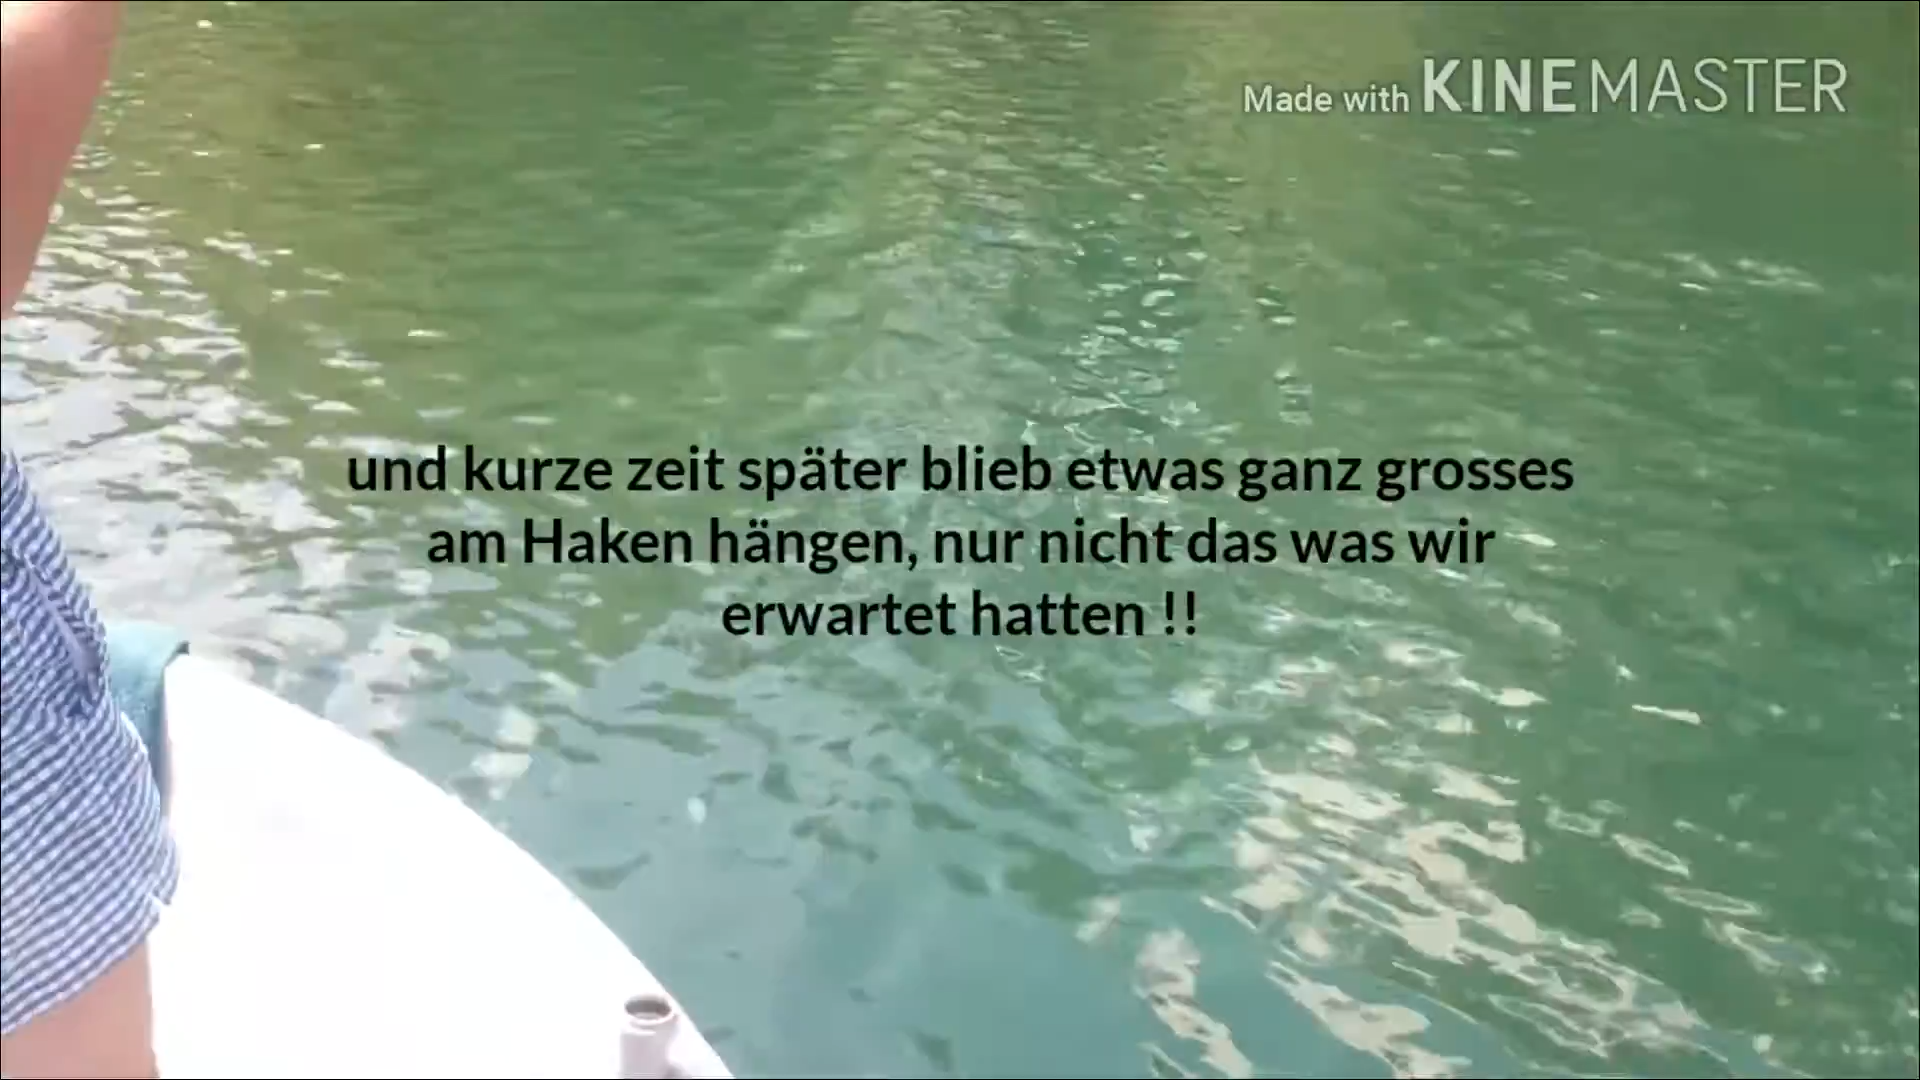 Made with KINEMASTER
und kurze zeit später blieb etwas ganz grosses
am Haken hängen, nur nicht das was wir
erwartet hatten !!